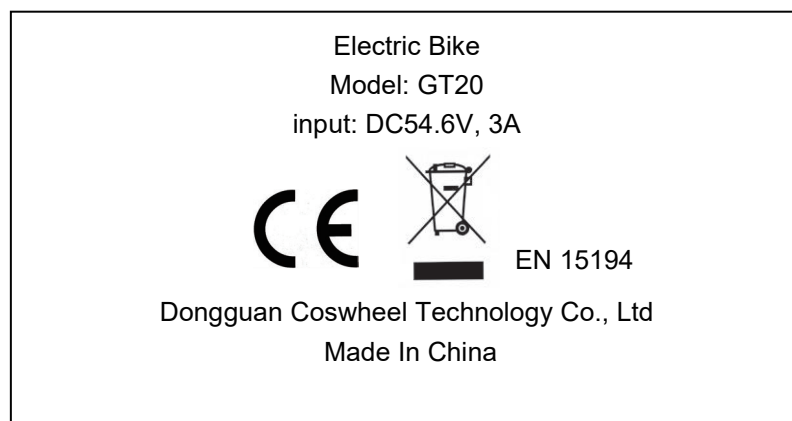 Electric Bike
Model: GT20
input: DC54.6V, 3A
CE
EN 15194
Dongguan Coswheel Technology Co., Ltd
Made In China